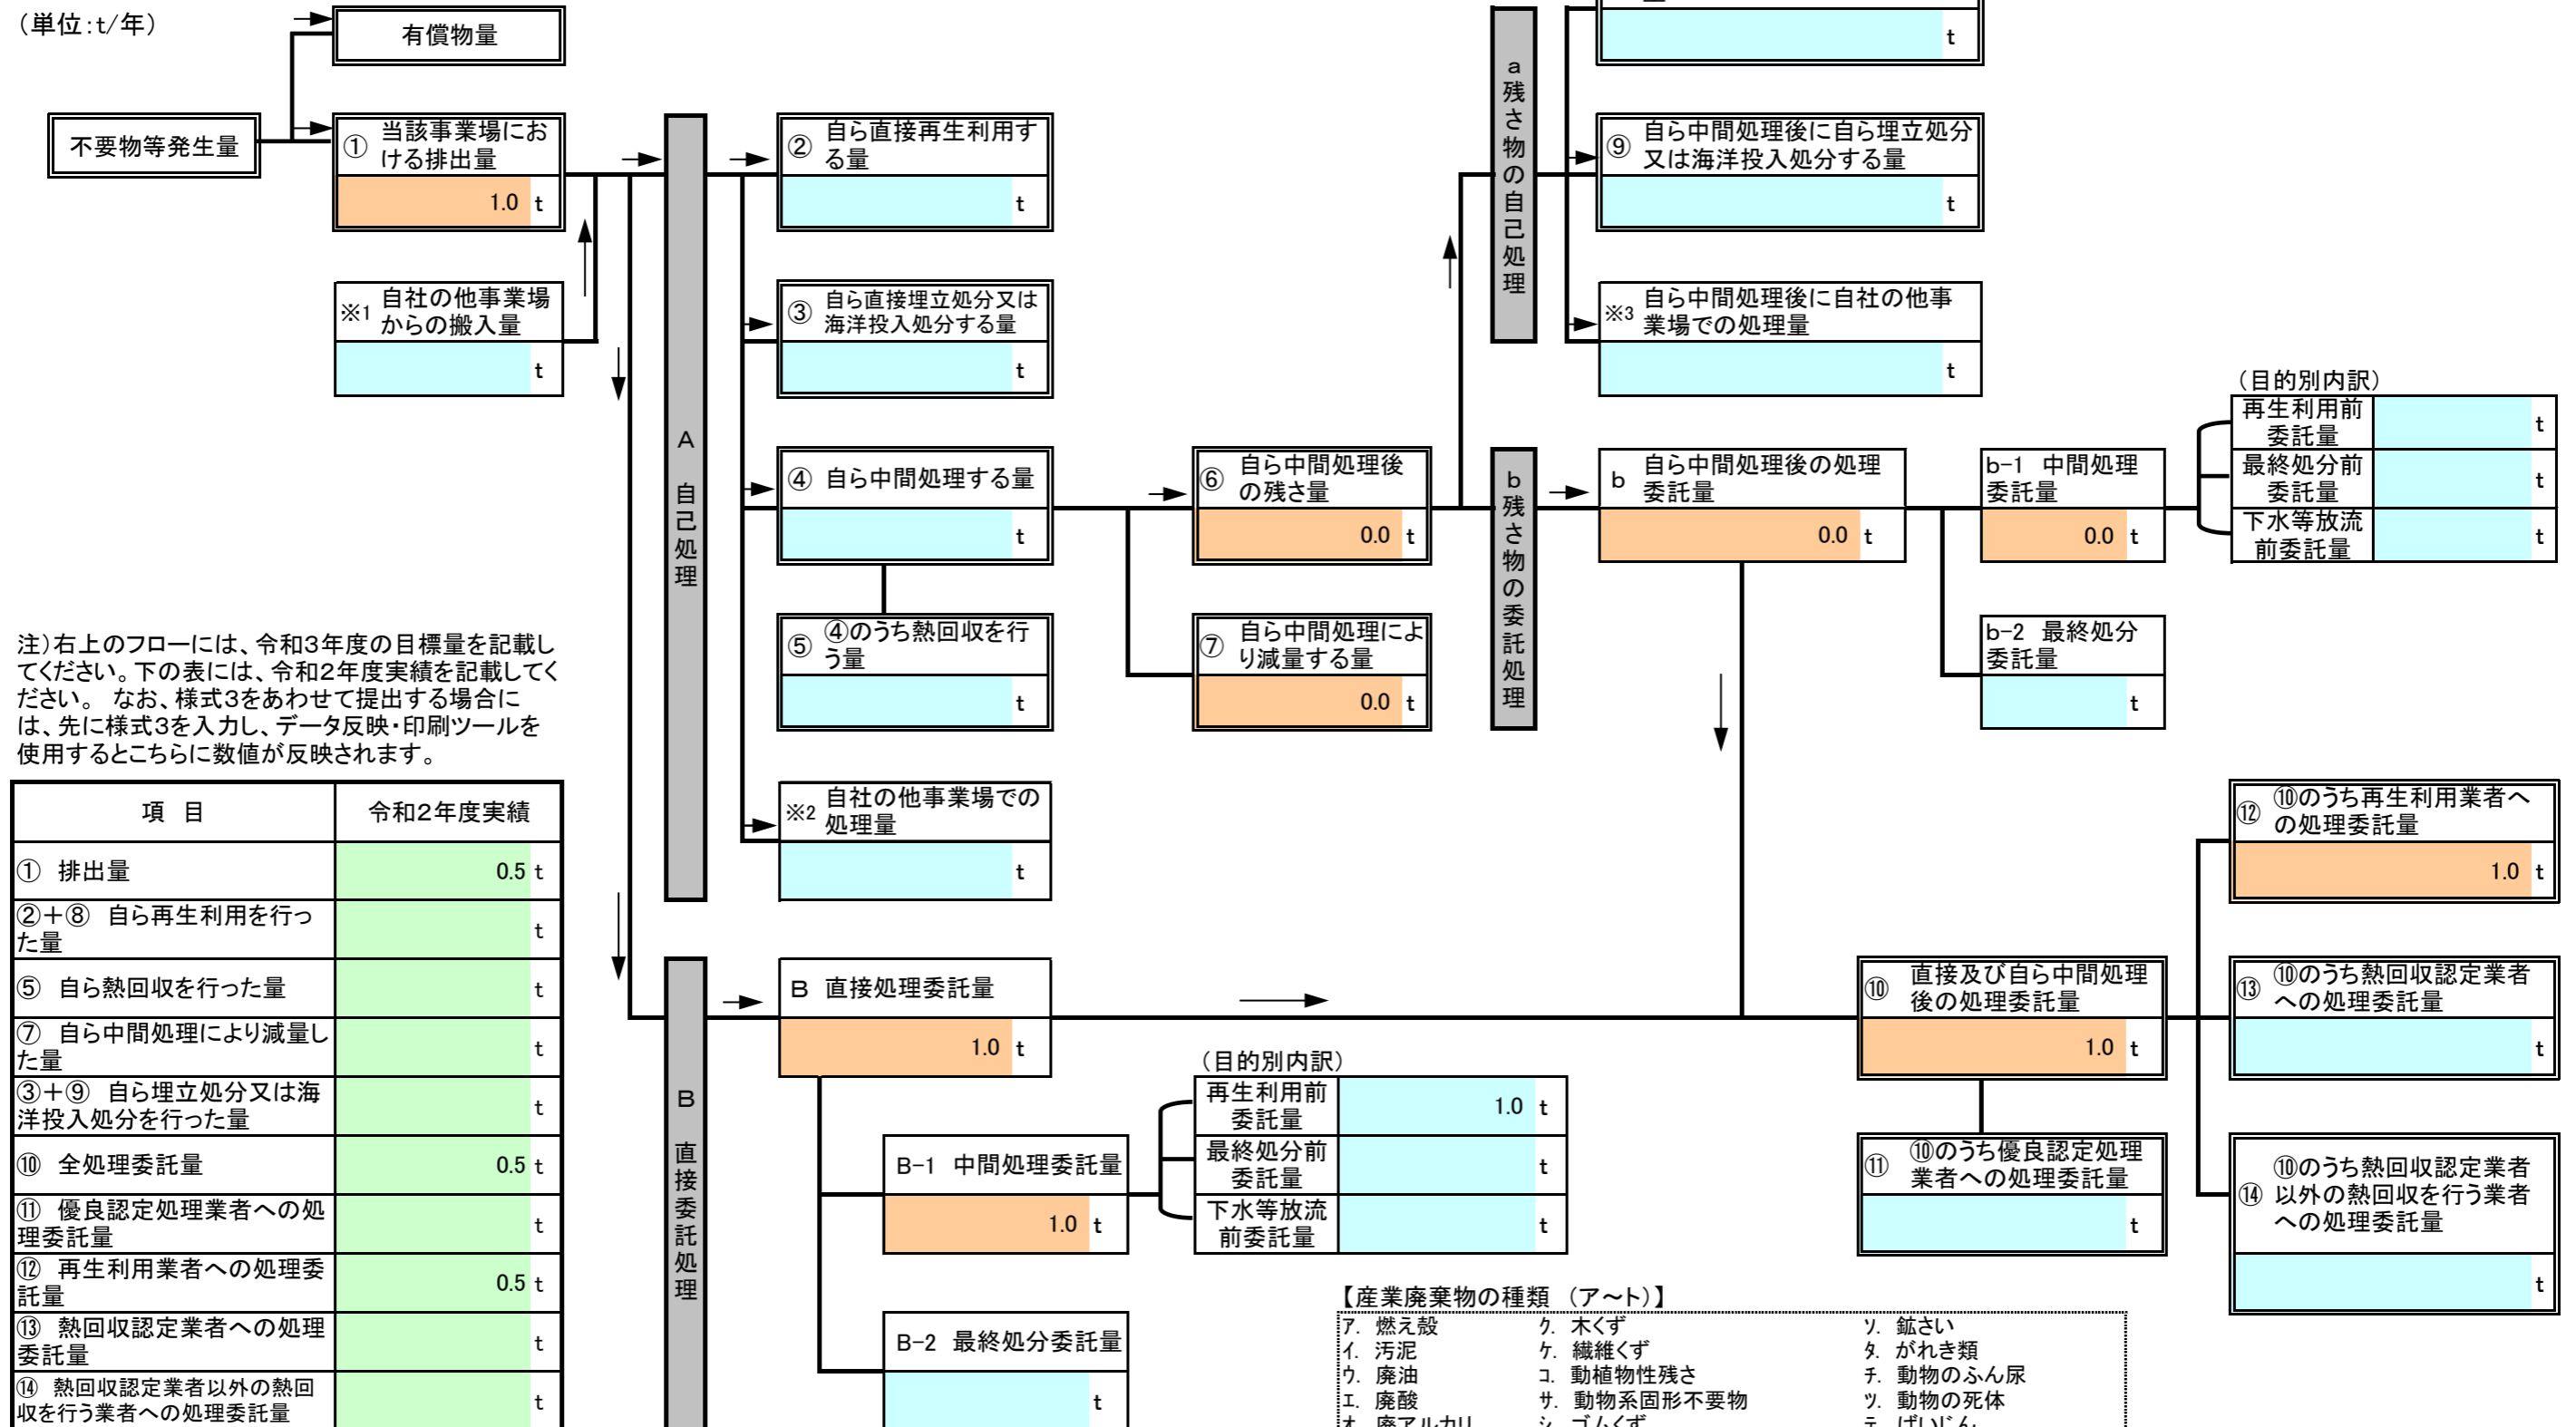 （単位：t/年）
有償物量
不要物等発生量
① 当該事業場にお
ける排出量
1.0 t
※1 自社の他事業場
からの搬入量
t
A 自己処理
② 自ら直接再生利用す
る量
t
③ 自ら直接埋立処分又は
海洋投入処分する量
t
④ 自ら中間処理する量
t
⑤ ④のうち熱回収を行
う量
t
※2 自社の他事業場での
処理量
t
⑥ 自ら中間処理後
の残さ量
0.0 t
⑦ 自ら中間処理によ
り減量する量
0.0 t
a 残さ物の自己処理
t
⑨ 自ら中間処理後に自ら埋立処分
又は海洋投入処分する量
t
※3 自ら中間処理後に自社の他事
業場での処理量
t
b 残さ物の委託処理
b 自ら中間処理後の処理
委託量
0.0 t
b-1 中間処理
委託量
0.0 t
b-2 最終処分
委託量
t
（目的別内訳）
再生利用前
委託量
t
最終処分前
委託量
t
下水等放流
前委託量
t
注）右上のフローには、令和３年度の目標量を記載し
てください。下の表には、令和２年度実績を記載してく
ださい。 なお、様式３をあわせて提出する場合に
は、先に様式３を入力し、データ反映・印刷ツールを
使用するとこちらに数値が反映されます。
項 目 令和２年度実績
① 排出量 0.5 t
②＋⑧ 自ら再生利用を行っ
た量 t
⑤ 自ら熱回収を行った量 t
⑦ 自ら中間処理により減量し
た量 t
③＋⑨ 自ら埋立処分又は海
洋投入処分を行った量 t
⑩ 全処理委託量 0.5 t
⑪ 優良認定処理業者への処
理委託量 t
⑫ 再生利用業者への処理委
託量 0.5 t
⑬ 熱回収認定業者への処理
委託量 t
⑭ 熱回収認定業者以外の熱回
収を行う業者への処理委託量 t
B 直接委託処理
B 直接処理委託量
1.0 t
B-1 中間処理委託量
1.0 t
B-2 最終処分委託量
t
（目的別内訳）
再生利用前
委託量
1.0 t
最終処分前
委託量
t
下水等放流
前委託量
t
⑩ 直接及び自ら中間処理
後の処理委託量
1.0 t
⑪ ⑩のうち優良認定処理
業者への処理委託量
t
⑫ ⑩のうち再生利用業者へ
の処理委託量
1.0 t
⑬ ⑩のうち熱回収認定業者
への処理委託量
t
⑭ ⑩のうち熱回収認定業者
以外の熱回収を行う業者
への処理委託量
t
【産業廃棄物の種類 （ア～ト）】
ｱ. 燃え殻 ｸ. 木くず ｿ. 鉱さい
ｲ. 汚泥 ｹ. 繊維くず ﾀ. がれき類
ｳ. 廃油 ｺ. 動植物性残さ ﾁ. 動物のふん尿
ｴ. 廃酸 ｻ. 動物系固形不要物 ﾂ. 動物の死体
ｵ. 廃アルカリ ｼ. ゴムくず ﾃ. ばいじん